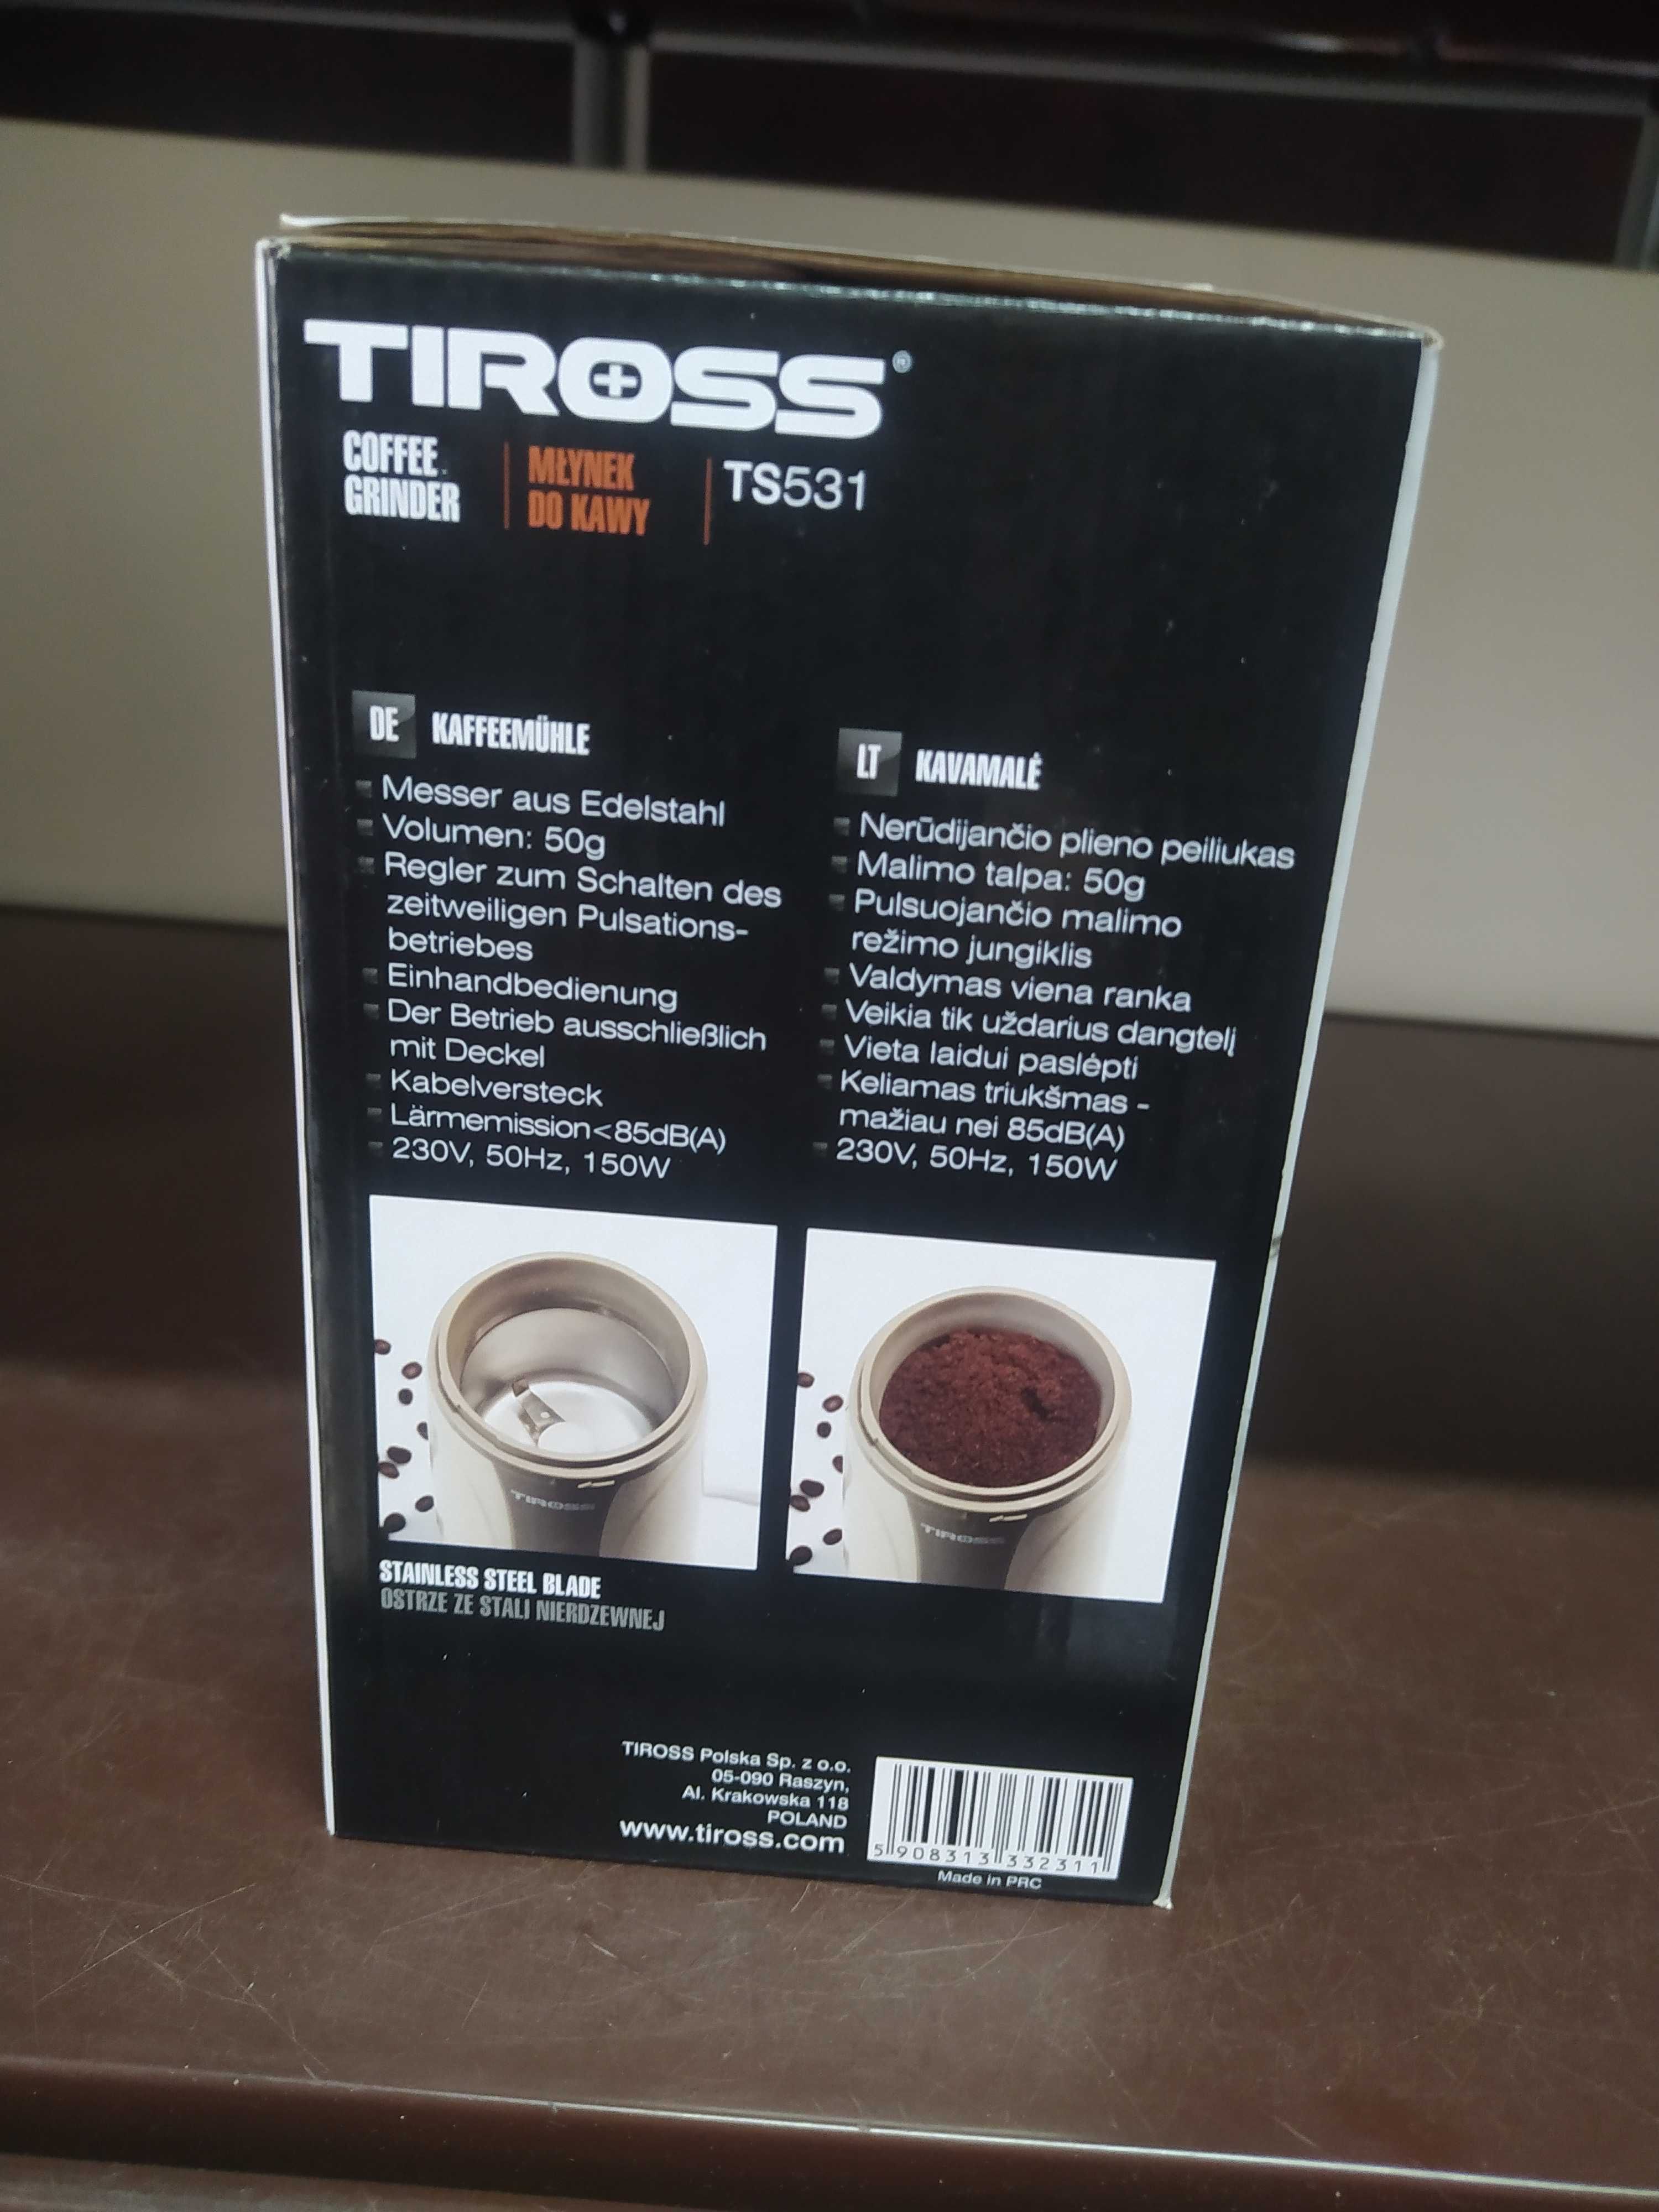 TIROSS®
COFFEE
GRINDER
MŁYNEK
DO KAWY
TS531
DE KAFFEEMÜHLE
Messer aus Edelstahl
Volumen: 50g
Regler zum Schalten des
zeitweiligen Pulsations-
betriebes
Einhandbedienung
Der Betrieb ausschließlich
mit Deckel
Kabelversteck
Lärmemission<85dB(A)
230V, 50Hz, 150W
LT KAVAMALĖ
Nerūdijančio plieno peiliukas
Malimo talpa: 50g
Pulsuojančio malimo
režimo jungiklis
Valdymas viena ranka
Veikia tik uždarius dangtelį
Vieta laidui paslėpti
Keliamas triukšmas -
mažiau nei 85dB(A)
230V, 50Hz, 150W
TIROSS
TIROSS
STAINLESS STEEL BLADE
OSTRZE ZE STALI NIERDZEWNEJ
TIROSS Polska Sp. z o.o.
05-090 Raszyn,
Al. Krakowska 118
POLAND
www.tiross.com
5 908313 332311
Made in PRC